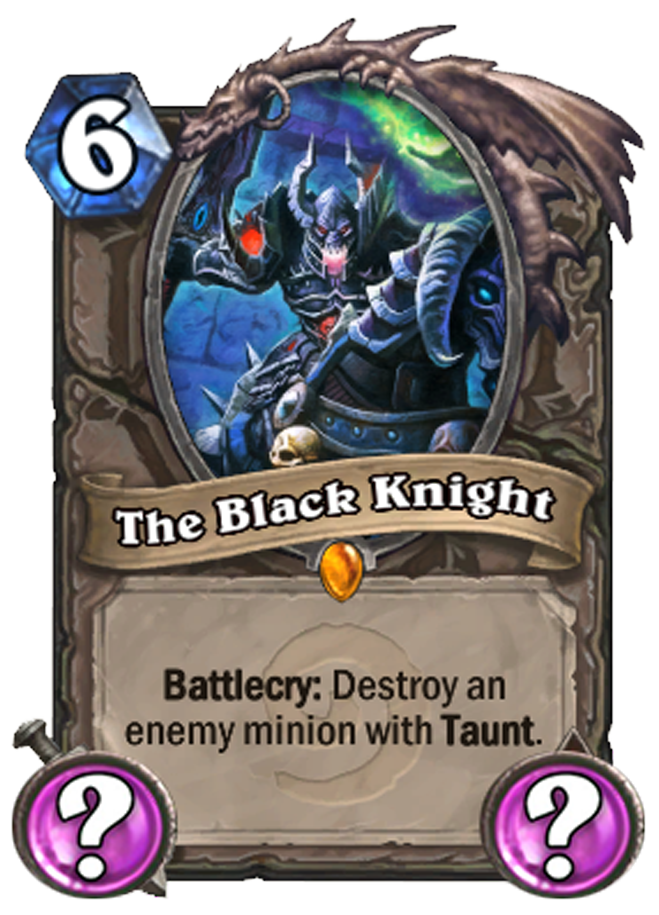 6
The Black Knight
Battlecry: Destroy an
enemy minion with Taunt.
? ?